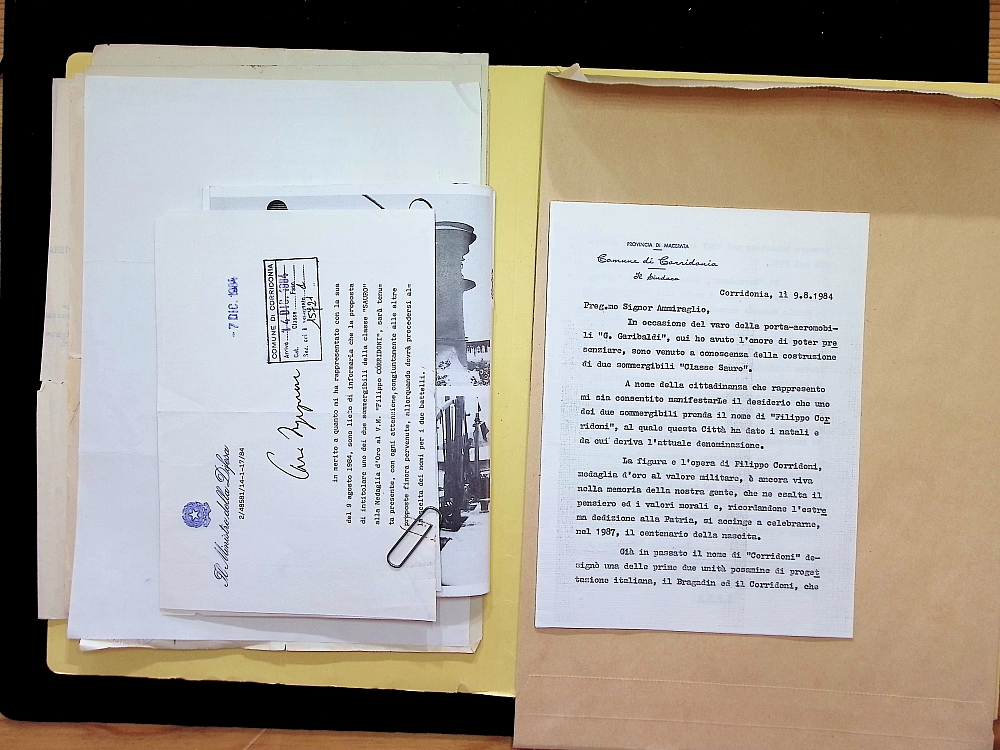 Il Ministro della Difesa
2/48581/14-1-17/84
-7 DIC. 1984
COMUNE DI CORRIDONIA
Arrivo 14 DIC. 1984
Cat. Classe Fasc.
15721
in merito a quanto mi ha rappresentato con la sua
del 9 agosto 1984, sono lieto di informarla che la proposta
di intitolare uno dei due sommergibili della classe "SAURO"
alla Medaglia d'Oro al V.M. "Filippo CORRIDONI", sarà tenu
ta presente, con ogni attenzione, congiuntamente alle altre
proposte finora pervenute, allorquando dovrà procedersi al-
la scelta dei nomi per i due battelli.
PROVINCIA DI MACERATA
Comune di Corridonia
Il Sindaco
Corridonia, lì 9.8.1984
Preg.mo Signor Ammiraglio,
In occasione del varo della porta-aeromobi-
li "G. Garibaldi", cui ho avuto l'onore di poter pre
senziare, sono venuto a conoscenza della costruzione
di due sommergibili "Classe Sauro".
A nome della cittadinanza che rappresento
mi sia consentito manifestarLe il desiderio che uno
dei due sommergibili prenda il nome di "Filippo Cor
ridoni", al quale questa Città ha dato i natali e
da cui deriva l'attuale denominazione.
La figura e l'opera di Filippo Corridoni,
medaglia d'oro al valore militare, è ancora viva
nella memoria della nostra gente, che ne esalta il
pensiero ed i valori morali e, ricordandone l'estre
ma dedizione alla Patria, si accinge a celebrarne,
nel 1987, il centenario della nascita.
Già in passato il nome di "Corridoni" de-
signò una delle prime due unità posamine di proget
tazione italiana, il Bragadin ed il Corridoni, che